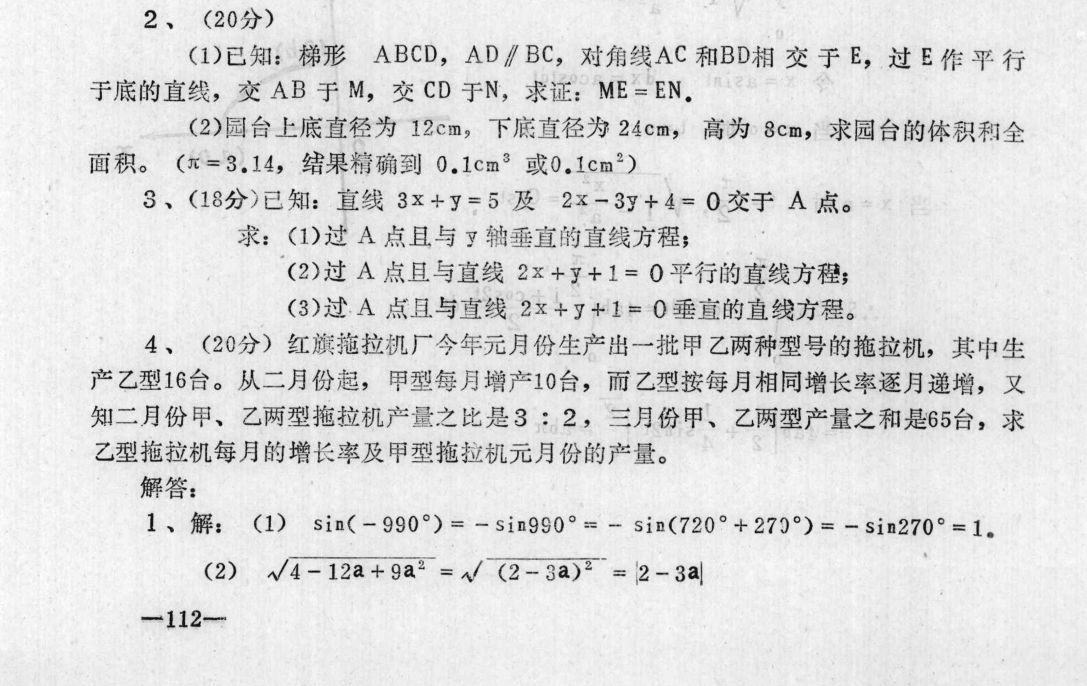 2、（20分）
(1)已知：梯形 ABCD，AD∥BC，对角线AC和BD相交于E，过E作平行
于底的直线，交AB于M，交CD于N，求证：ME＝EN．
(2)园台上底直径为12cm，下底直径为24cm，高为8cm，求园台的体积和全
面积。（π＝3.14，结果精确到 0.1cm³ 或0.1cm²）
3、（18分）已知：直线 3x＋y＝5 及 2x－3y＋4＝0交于 A 点。
求：(1)过 A 点且与 y 轴垂直的直线方程；
(2)过 A 点且与直线 2x＋y＋1＝0平行的直线方程；
(3)过 A 点且与直线 2x＋y＋1＝0垂直的直线方程。
4、（20分）红旗拖拉机厂今年元月份生产出一批甲乙两种型号的拖拉机，其中生
产乙型16台。从二月份起，甲型每月增产10台，而乙型按每月相同增长率逐月递增，又
知二月份甲、乙两型拖拉机产量之比是3：2，三月份甲、乙两型产量之和是65台，求
乙型拖拉机每月的增长率及甲型拖拉机元月份的产量。
解答：
1、解：（1） sin(－990°)＝－sin990°＝－sin(720°＋270°)＝－sin270°＝1。
（2） √4－12a＋9a² ＝√(2－3a)² ＝|2－3a|
—112—